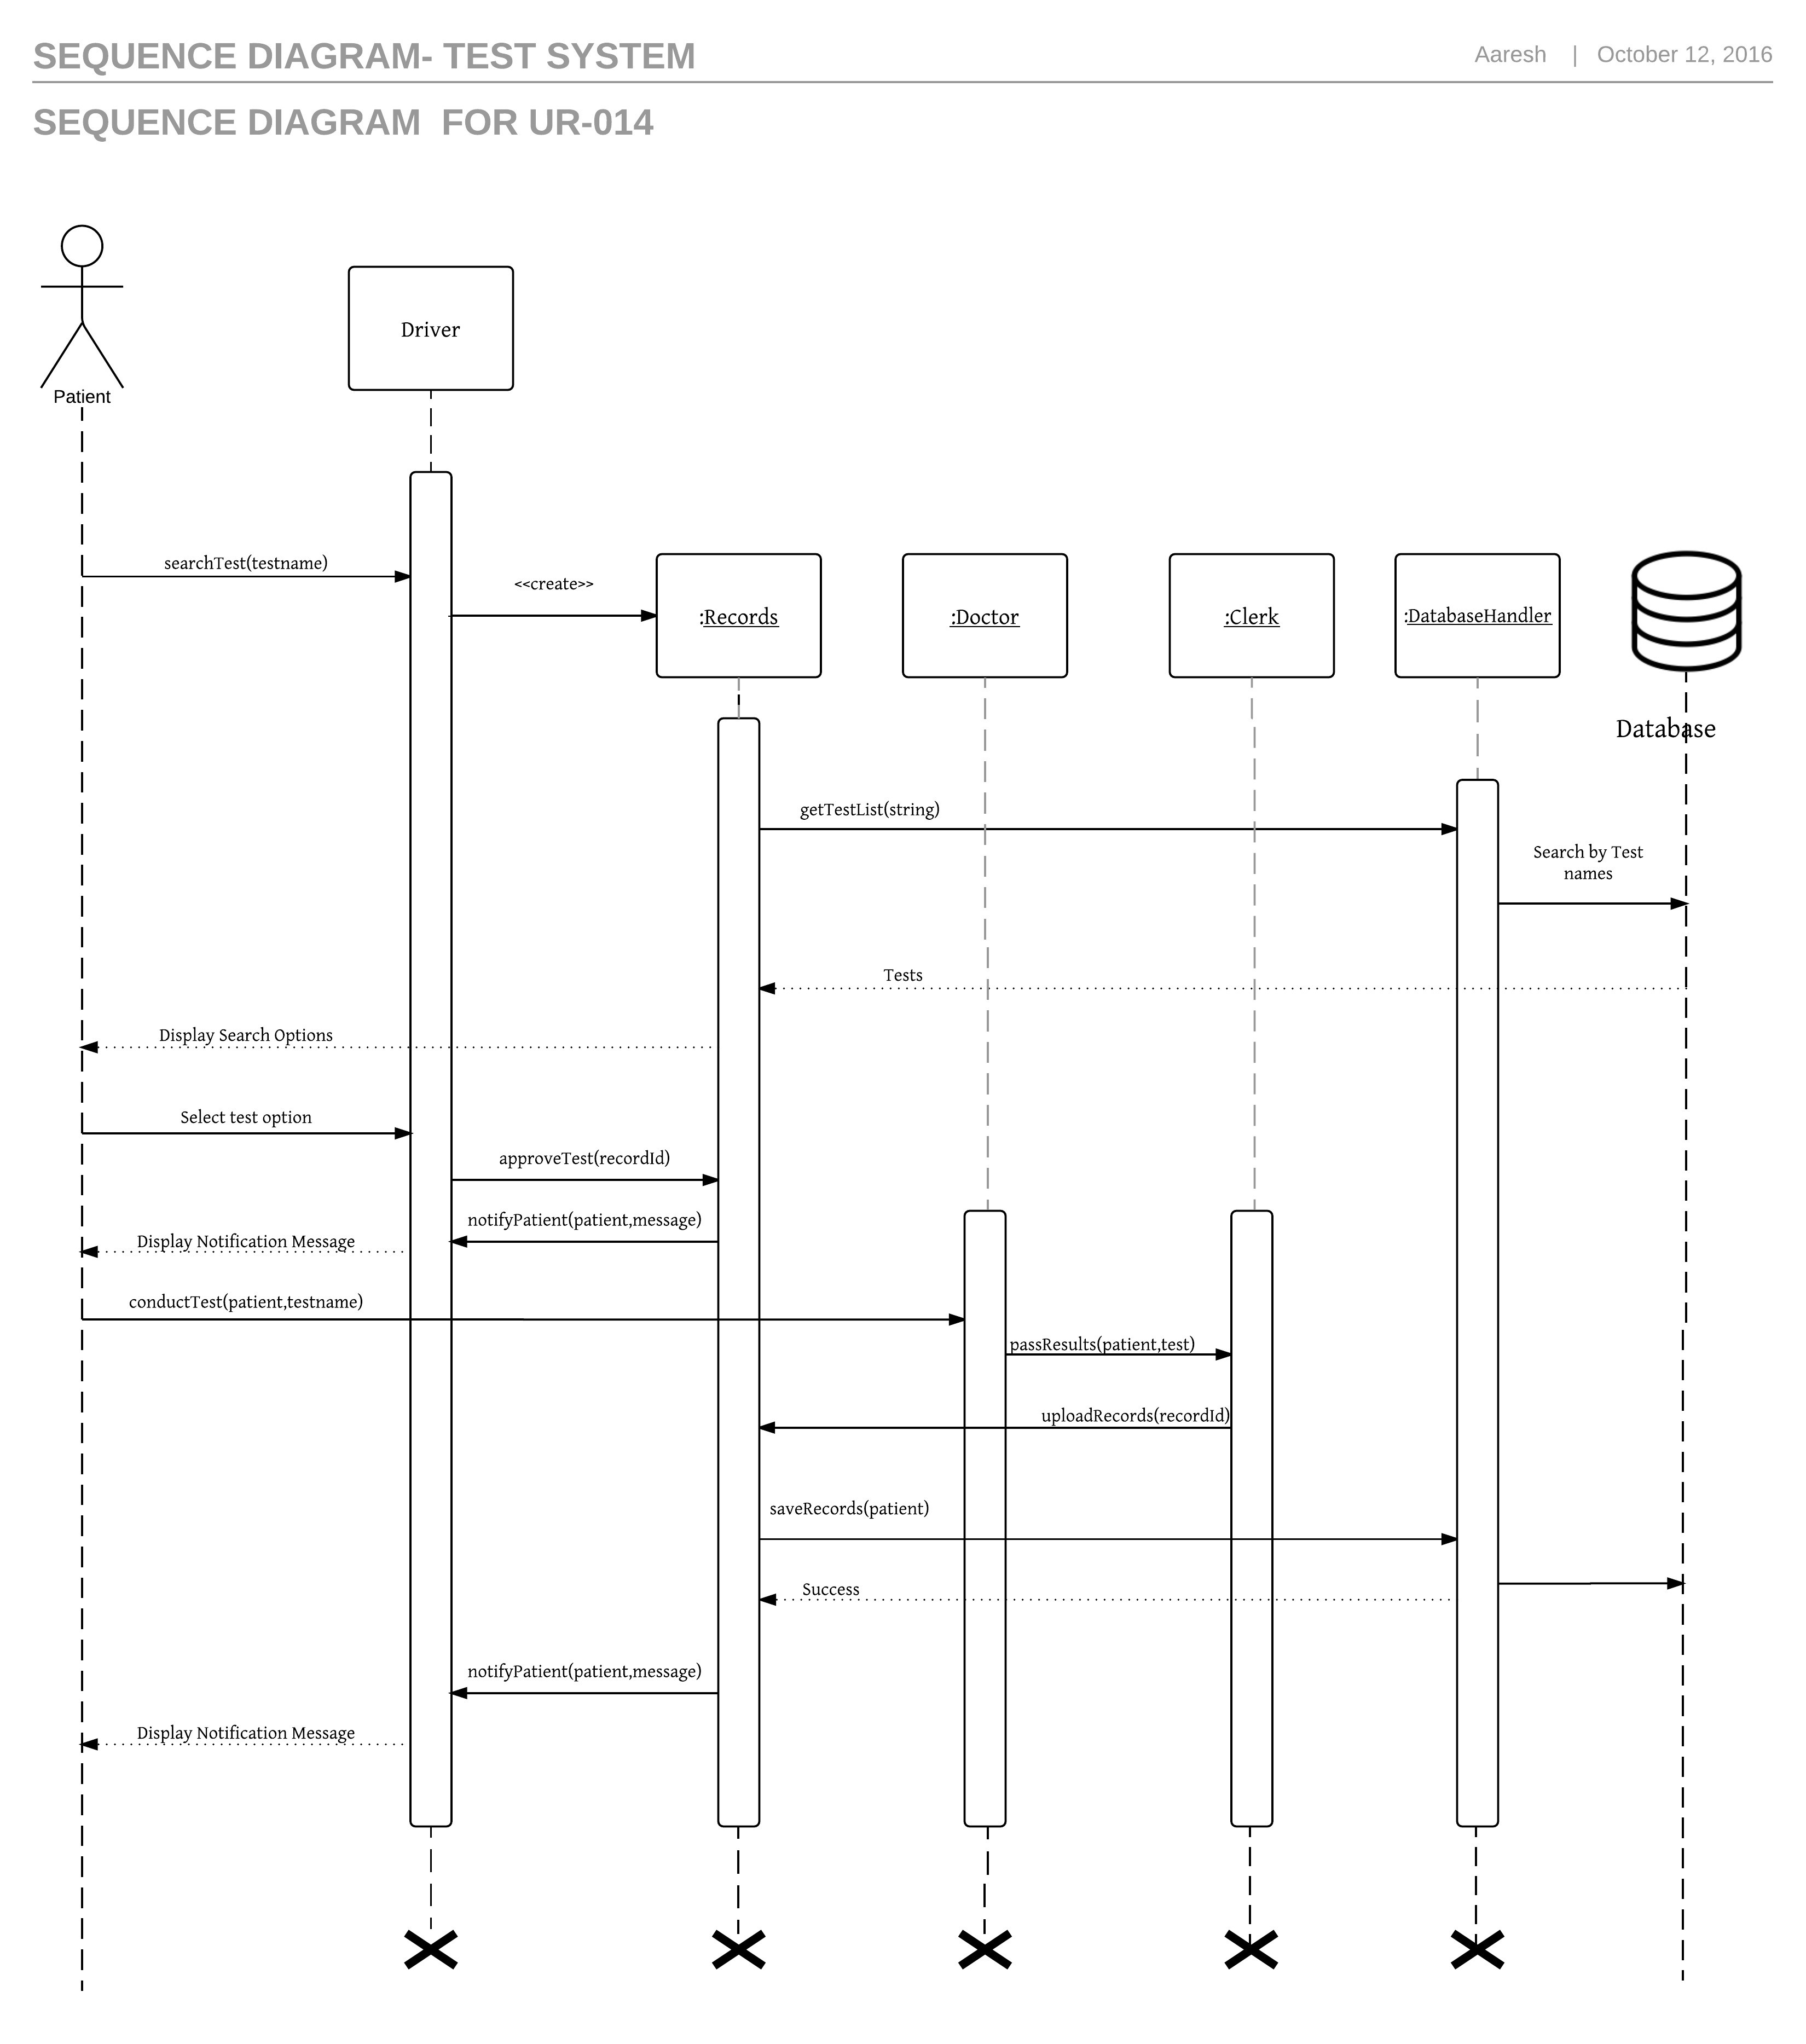 SEQUENCE DIAGRAM- TEST SYSTEM
Aaresh | October 12, 2016
SEQUENCE DIAGRAM FOR UR-014
Driver
Patient
searchTest(testname)
<<create>>
:Records
:Doctor
:Clerk
:DatabaseHandler
Database
getTestList(string)
Search by Test
names
Tests
Display Search Options
Select test option
approveTest(recordId)
notifyPatient(patient,message)
Display Notification Message
conductTest(patient,testname)
passResults(patient,test)
uploadRecords(recordId)
saveRecords(patient)
Success
notifyPatient(patient,message)
Display Notification Message